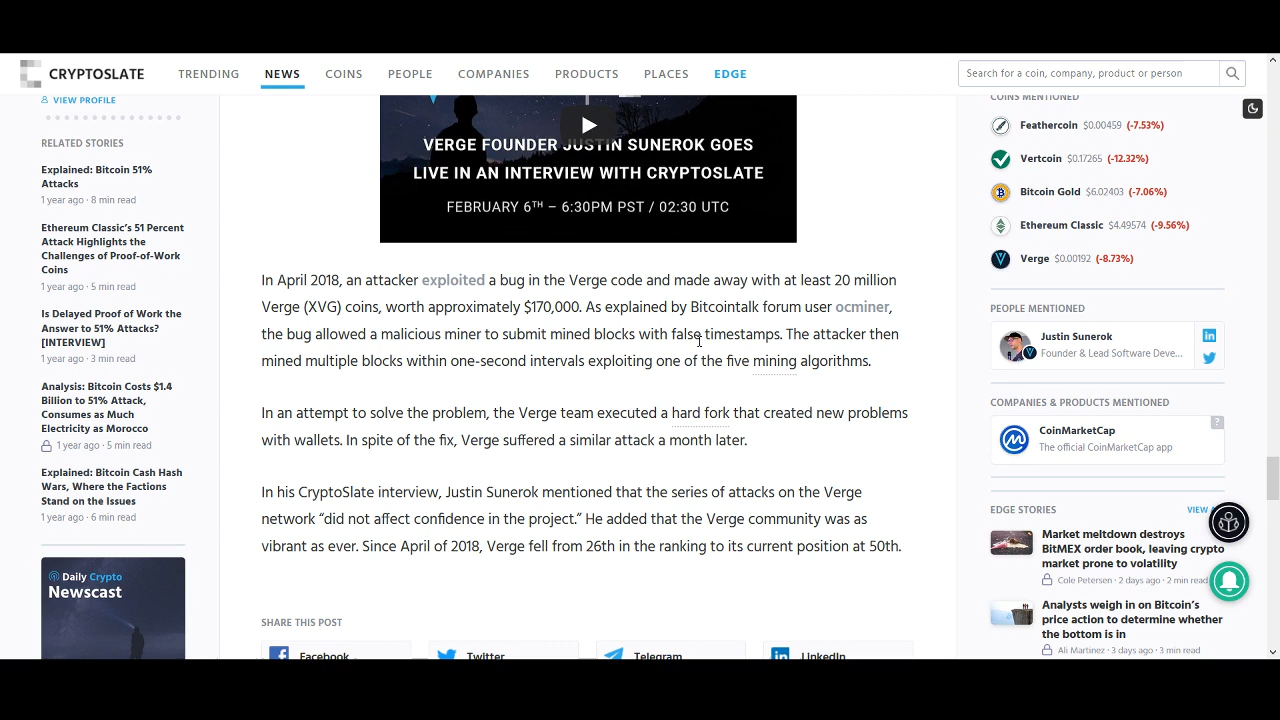 CRYPTOSLATE
TRENDING NEWS COINS PEOPLE COMPANIES PRODUCTS PLACES EDGE
Search for a coin, company, product or person
VIEW PROFILE
RELATED STORIES
Explained: Bitcoin 51%
Attacks
1 year ago · 8 min read
Ethereum Classic's 51 Percent
Attack Highlights the
Challenges of Proof-of-Work
Coins
1 year ago · 5 min read
Is Delayed Proof of Work the
Answer to 51% Attacks?
[INTERVIEW]
1 year ago · 3 min read
Analysis: Bitcoin Costs $1.4
Billion to 51% Attack,
Consumes as Much
Electricity as Morocco
1 year ago · 5 min read
Explained: Bitcoin Cash Hash
Wars, Where the Factions
Stand on the Issues
1 year ago · 6 min read
Daily Crypto
Newscast
VERGE FOUNDER JUSTIN SUNEROK GOES
LIVE IN AN INTERVIEW WITH CRYPTOSLATE
FEBRUARY 6TH – 6:30PM PST / 02:30 UTC
In April 2018, an attacker exploited a bug in the Verge code and made away with at least 20 million
Verge (XVG) coins, worth approximately $170,000. As explained by Bitcointalk forum user ocminer,
the bug allowed a malicious miner to submit mined blocks with false timestamps. The attacker then
mined multiple blocks within one-second intervals exploiting one of the five mining algorithms.
In an attempt to solve the problem, the Verge team executed a hard fork that created new problems
with wallets. In spite of the fix, Verge suffered a similar attack a month later.
In his CryptoSlate interview, Justin Sunerok mentioned that the series of attacks on the Verge
network “did not affect confidence in the project.” He added that the Verge community was as
vibrant as ever. Since April of 2018, Verge fell from 26th in the ranking to its current position at 50th.
SHARE THIS POST
Facebook Twitter Telegram LinkedIn
COINS MENTIONED
Feathercoin $0.00459 (-7.53%)
Vertcoin $0.17265 (-12.32%)
Bitcoin Gold $6.02403 (-7.06%)
Ethereum Classic $4.49574 (-9.56%)
Verge $0.00192 (-8.73%)
PEOPLE MENTIONED
Justin Sunerok
Founder & Lead Software Deve...
COMPANIES & PRODUCTS MENTIONED
?
CoinMarketCap
The official CoinMarketCap app
EDGE STORIES VIEW
Market meltdown destroys
BitMEX order book, leaving crypto
market prone to volatility
Cole Petersen · 2 days ago · 2 min read
Analysts weigh in on Bitcoin's
price action to determine whether
the bottom is in
Ali Martinez · 3 days ago · 3 min read